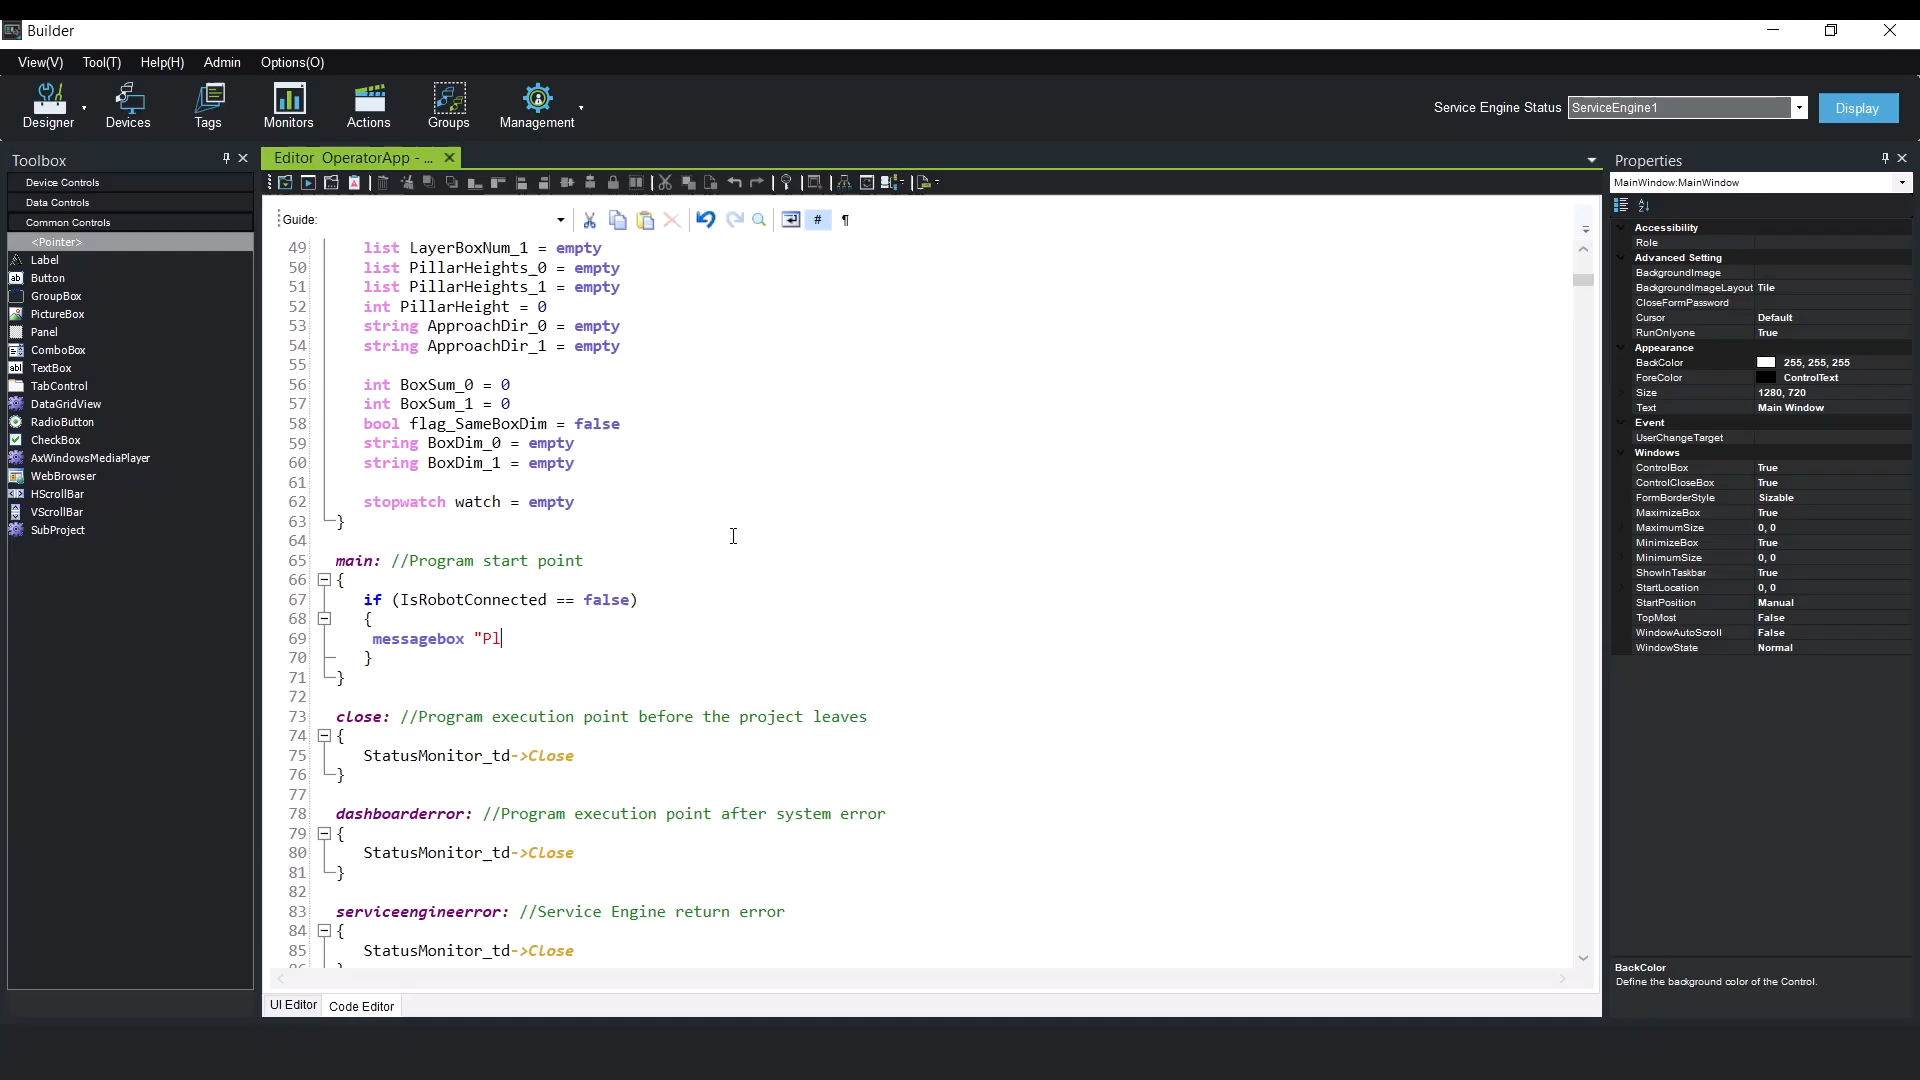 Builder
View(V) Tool(T) Help(H) Admin Options(O)
Designer Devices Tags Monitors Actions Groups Management
Service Engine Status ServiceEngine1 Display
Toolbox
Device Controls
Data Controls
Common Controls
<Pointer>
Label
Button
GroupBox
PictureBox
Panel
ComboBox
TextBox
TabControl
DataGridView
RadioButton
CheckBox
AxWindowsMediaPlayer
WebBrowser
HScrollBar
VScrollBar
SubProject
Editor OperatorApp - ...
Guide:
49 list LayerBoxNum_1 = empty
50 list PillarHeights_0 = empty
51 list PillarHeights_1 = empty
52 int PillarHeight = 0
53 string ApproachDir_0 = empty
54 string ApproachDir_1 = empty
55
56 int BoxSum_0 = 0
57 int BoxSum_1 = 0
58 bool flag_SameBoxDim = false
59 string BoxDim_0 = empty
60 string BoxDim_1 = empty
61
62 stopwatch watch = empty
63 }
64
65 main: //Program start point
66 {
67 if (IsRobotConnected == false)
68 {
69 messagebox "Pl
70 }
71 }
72
73 close: //Program execution point before the project leaves
74 {
75 StatusMonitor_td->Close
76 }
77
78 dashboarderror: //Program execution point after system error
79 {
80 StatusMonitor_td->Close
81 }
82
83 serviceengineerror: //Service Engine return error
84 {
85 StatusMonitor_td->Close
UI Editor Code Editor
Properties
MainWindow:MainWindow
Accessibility
Role
Advanced Setting
BackgroundImage
BackgroundImageLayout Tile
CloseFormPassword
Cursor Default
RunOnlyone True
Appearance
BackColor 255, 255, 255
ForeColor ControlText
Size 1280, 720
Text Main Window
Event
UserChangeTarget
Windows
ControlBox True
ControlCloseBox True
FormBorderStyle Sizable
MaximizeBox True
MaximumSize 0, 0
MinimizeBox True
MinimumSize 0, 0
ShowInTaskbar True
StartLocation 0, 0
StartPosition Manual
TopMost False
WindowAutoScroll False
WindowState Normal
BackColor
Define the background color of the Control.